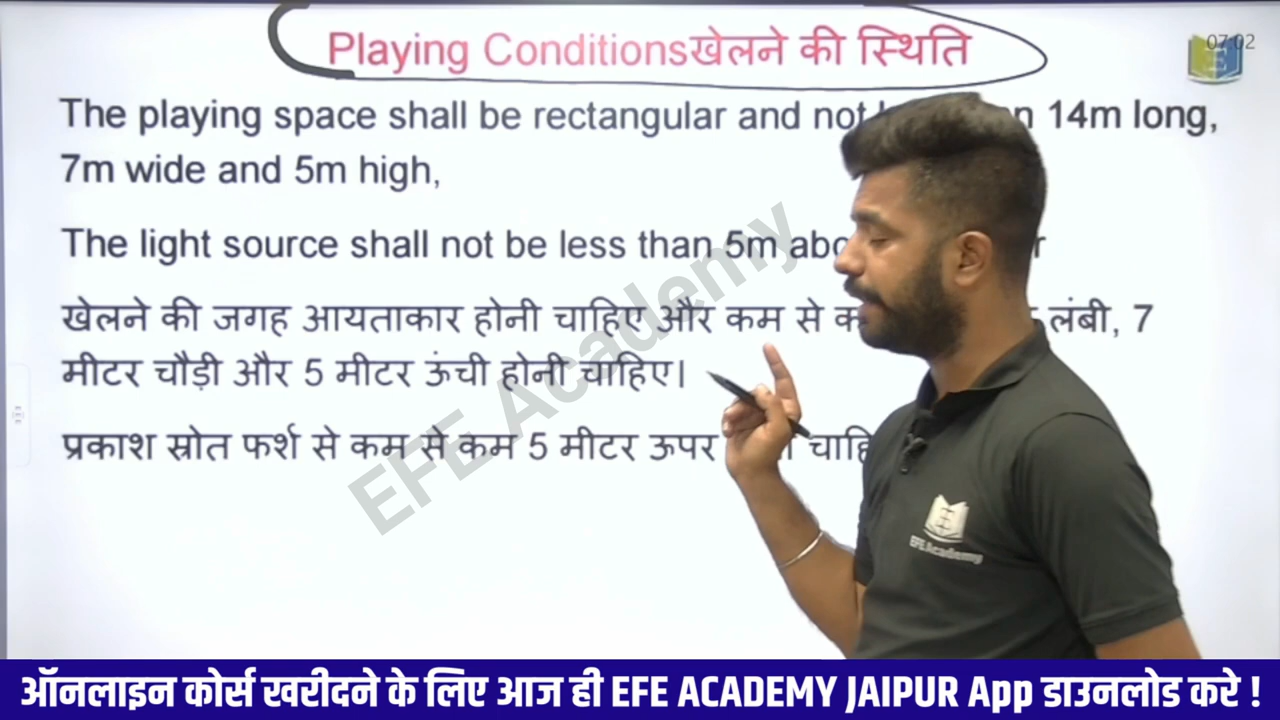 Playing Conditionsखेलने की स्थिति
07:02
The playing space shall be rectangular and not 14m long,
7m wide and 5m high,
The light source shall not be less than 5m
खेलने की जगह आयताकार होनी चाहिए और कम से लंबी, 7
मीटर चौड़ी और 5 मीटर ऊंची होनी चाहिए।
प्रकाश स्रोत फर्श से कम से कम 5 मीटर ऊपर
EFE Academy
EFE Academy
ऑनलाइन कोर्स खरीदने के लिए आज ही EFE ACADEMY JAIPUR App डाउनलोड करे !